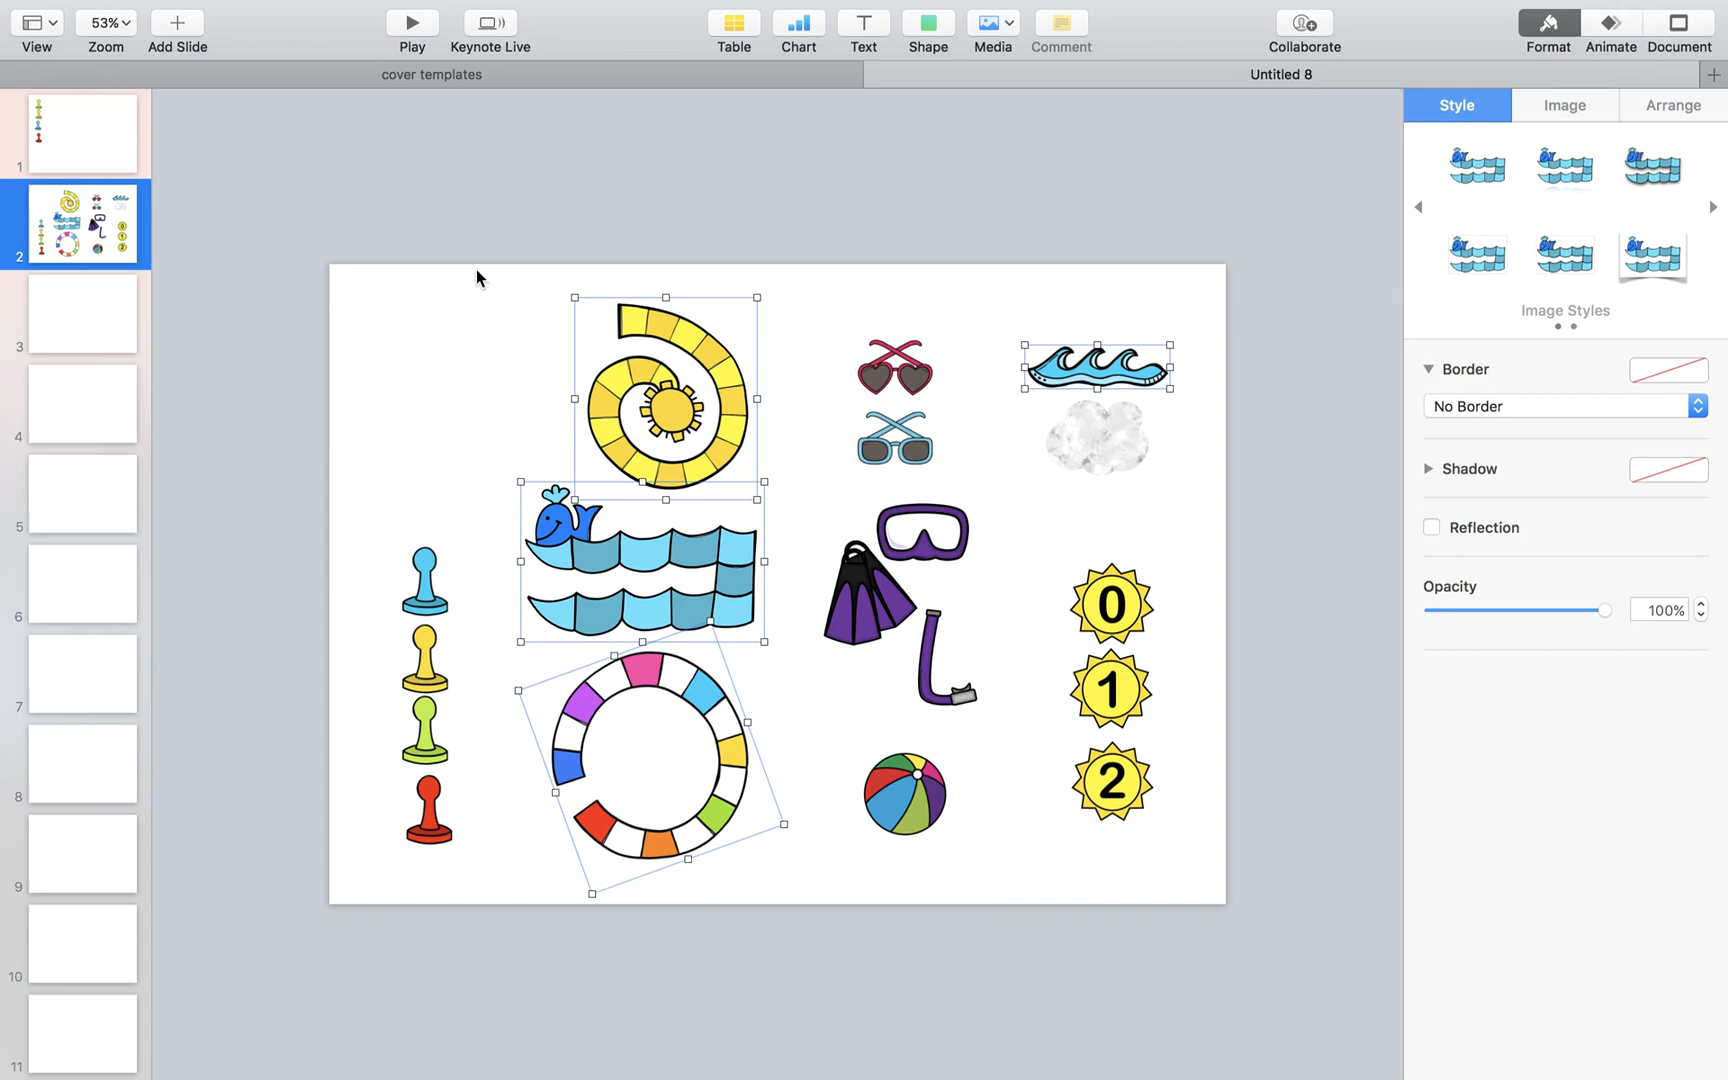 53%
View
Zoom
Add Slide
Play
Keynote Live
Table
Chart
Text
Shape
Media
Comment
Collaborate
Format
Animate
Document
cover templates
Untitled 8
Style
Image
Arrange
Image Styles
Border
No Border
Shadow
Reflection
Opacity
100%
1
2
3
4
5
6
7
8
9
10
11
0
1
2